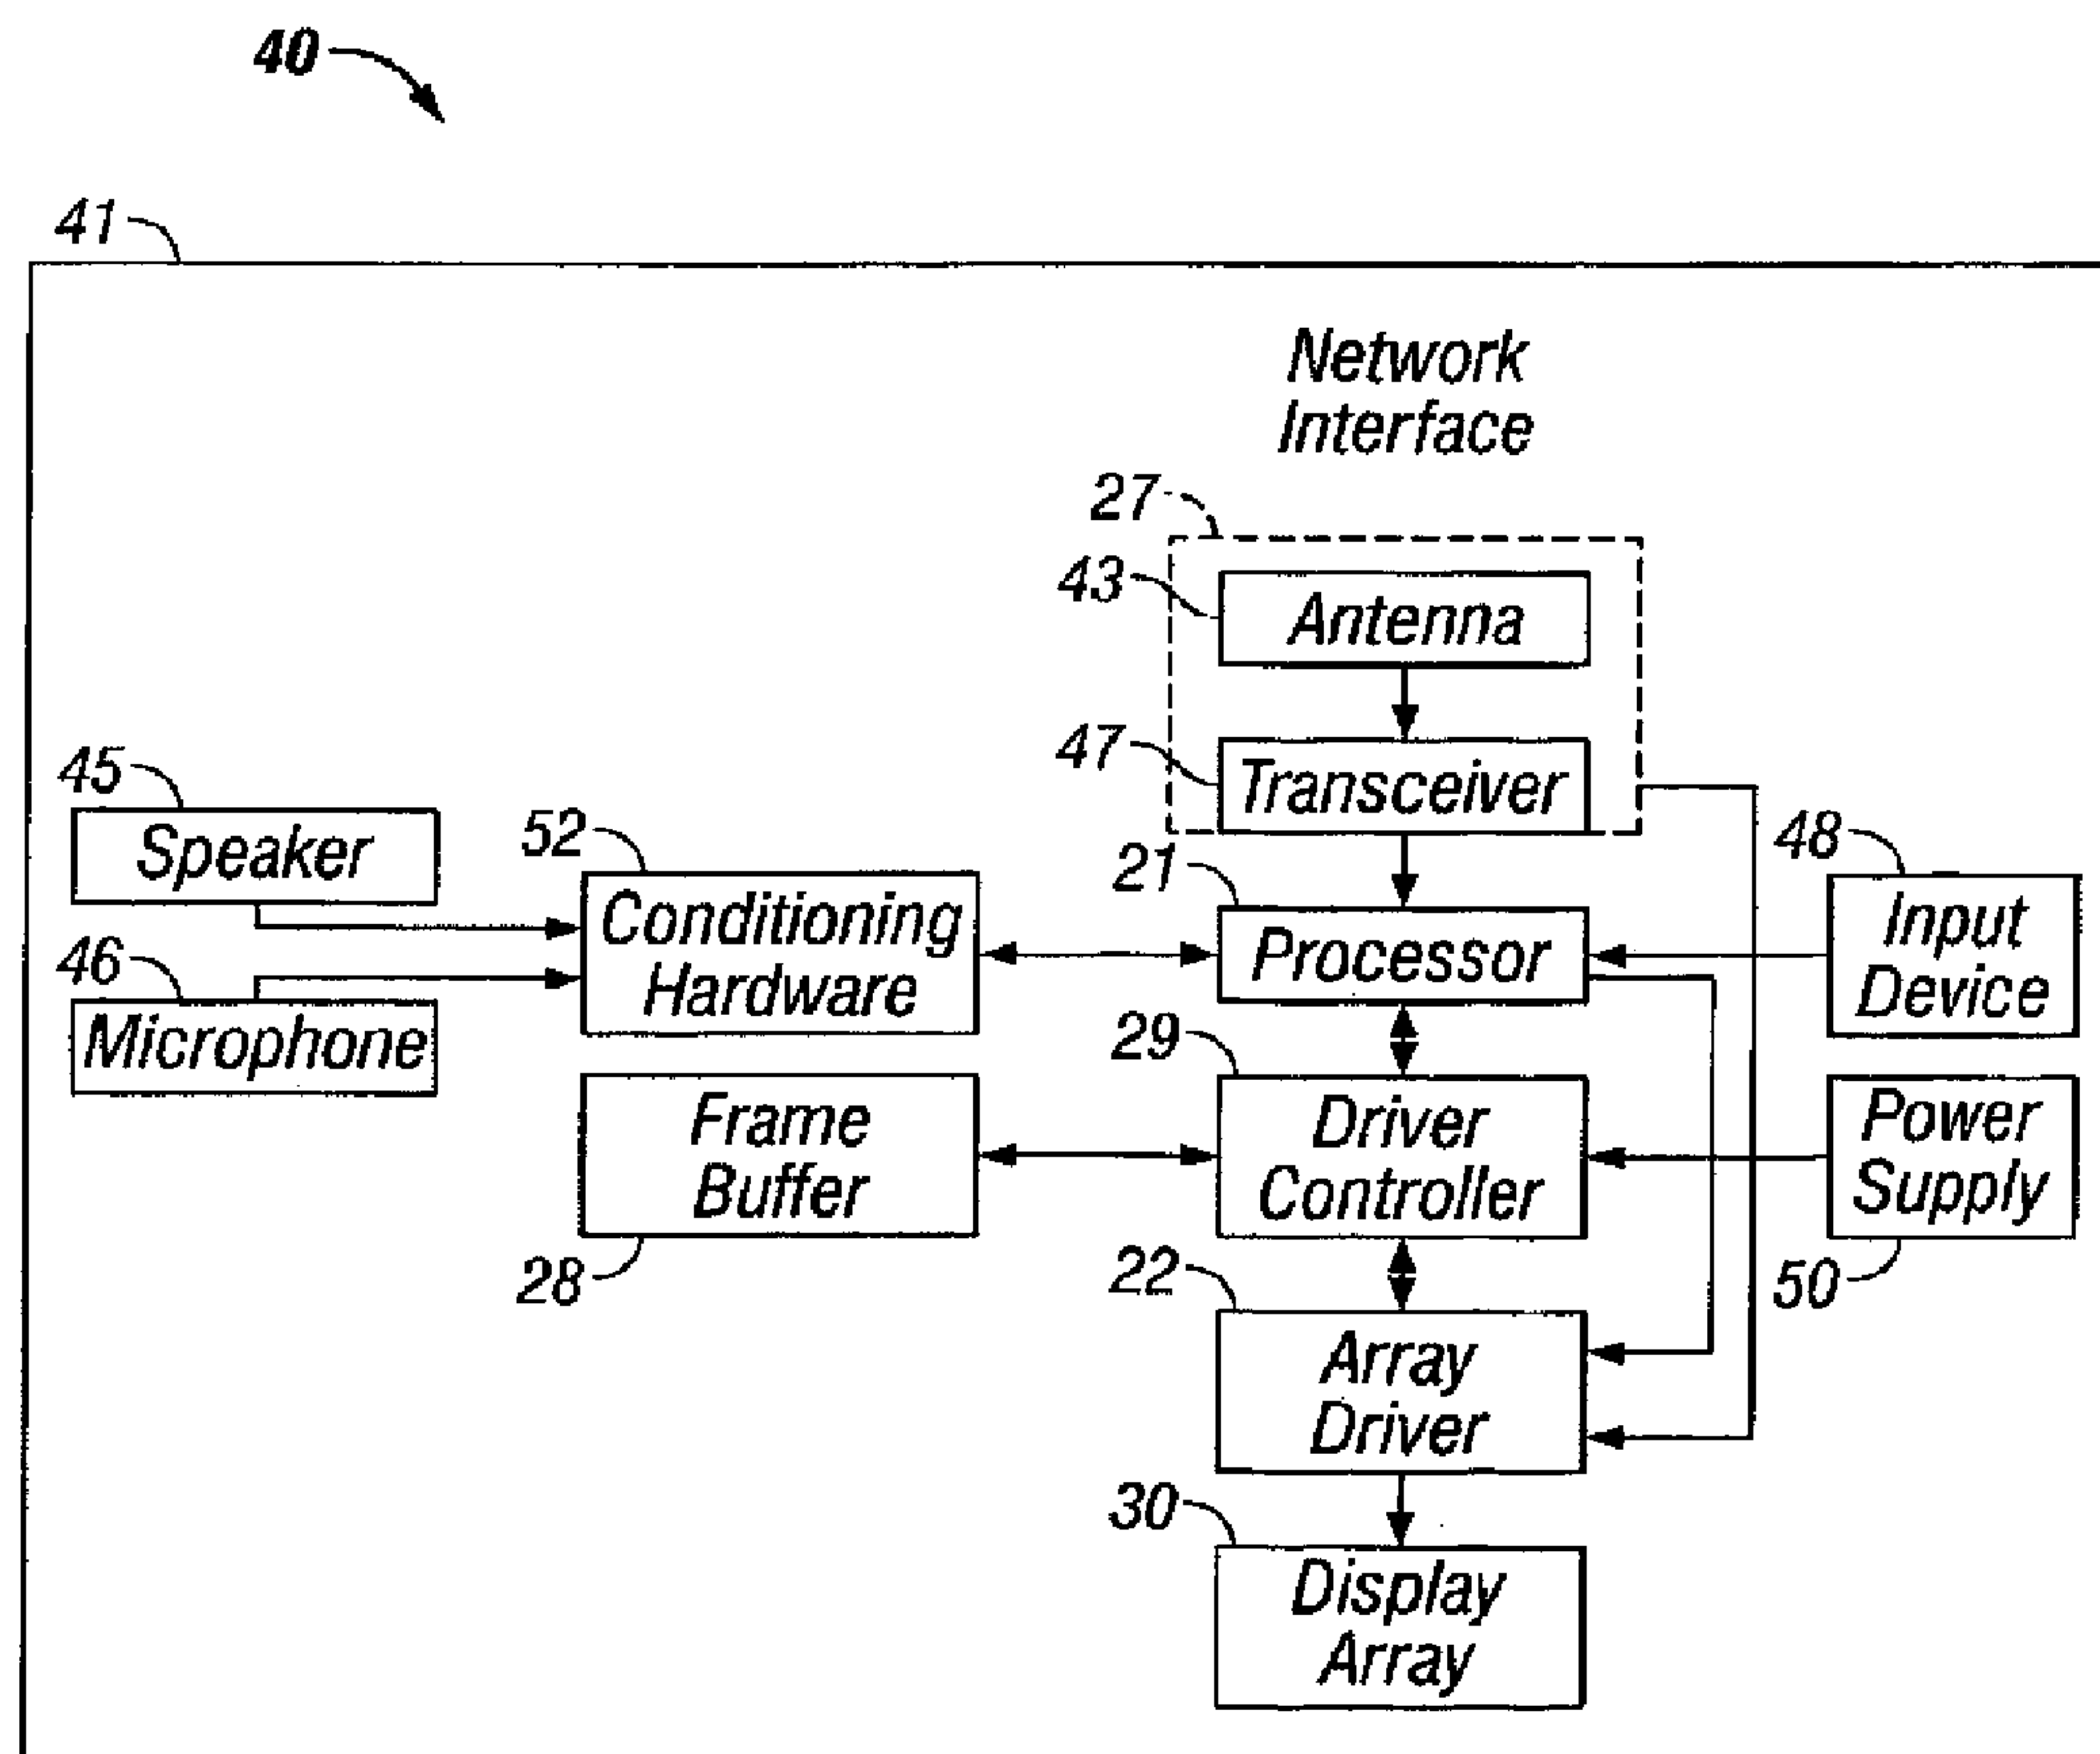 40
41
Network
Interface
27
43
Antenna
47
Transceiver
45
Speaker
52
Conditioning
Hardware
21
Processor
48
Input
Device
46
Microphone
29
Driver
Controller
Frame
Buffer
28
Power
Supply
50
22
Array
Driver
30
Display
Array